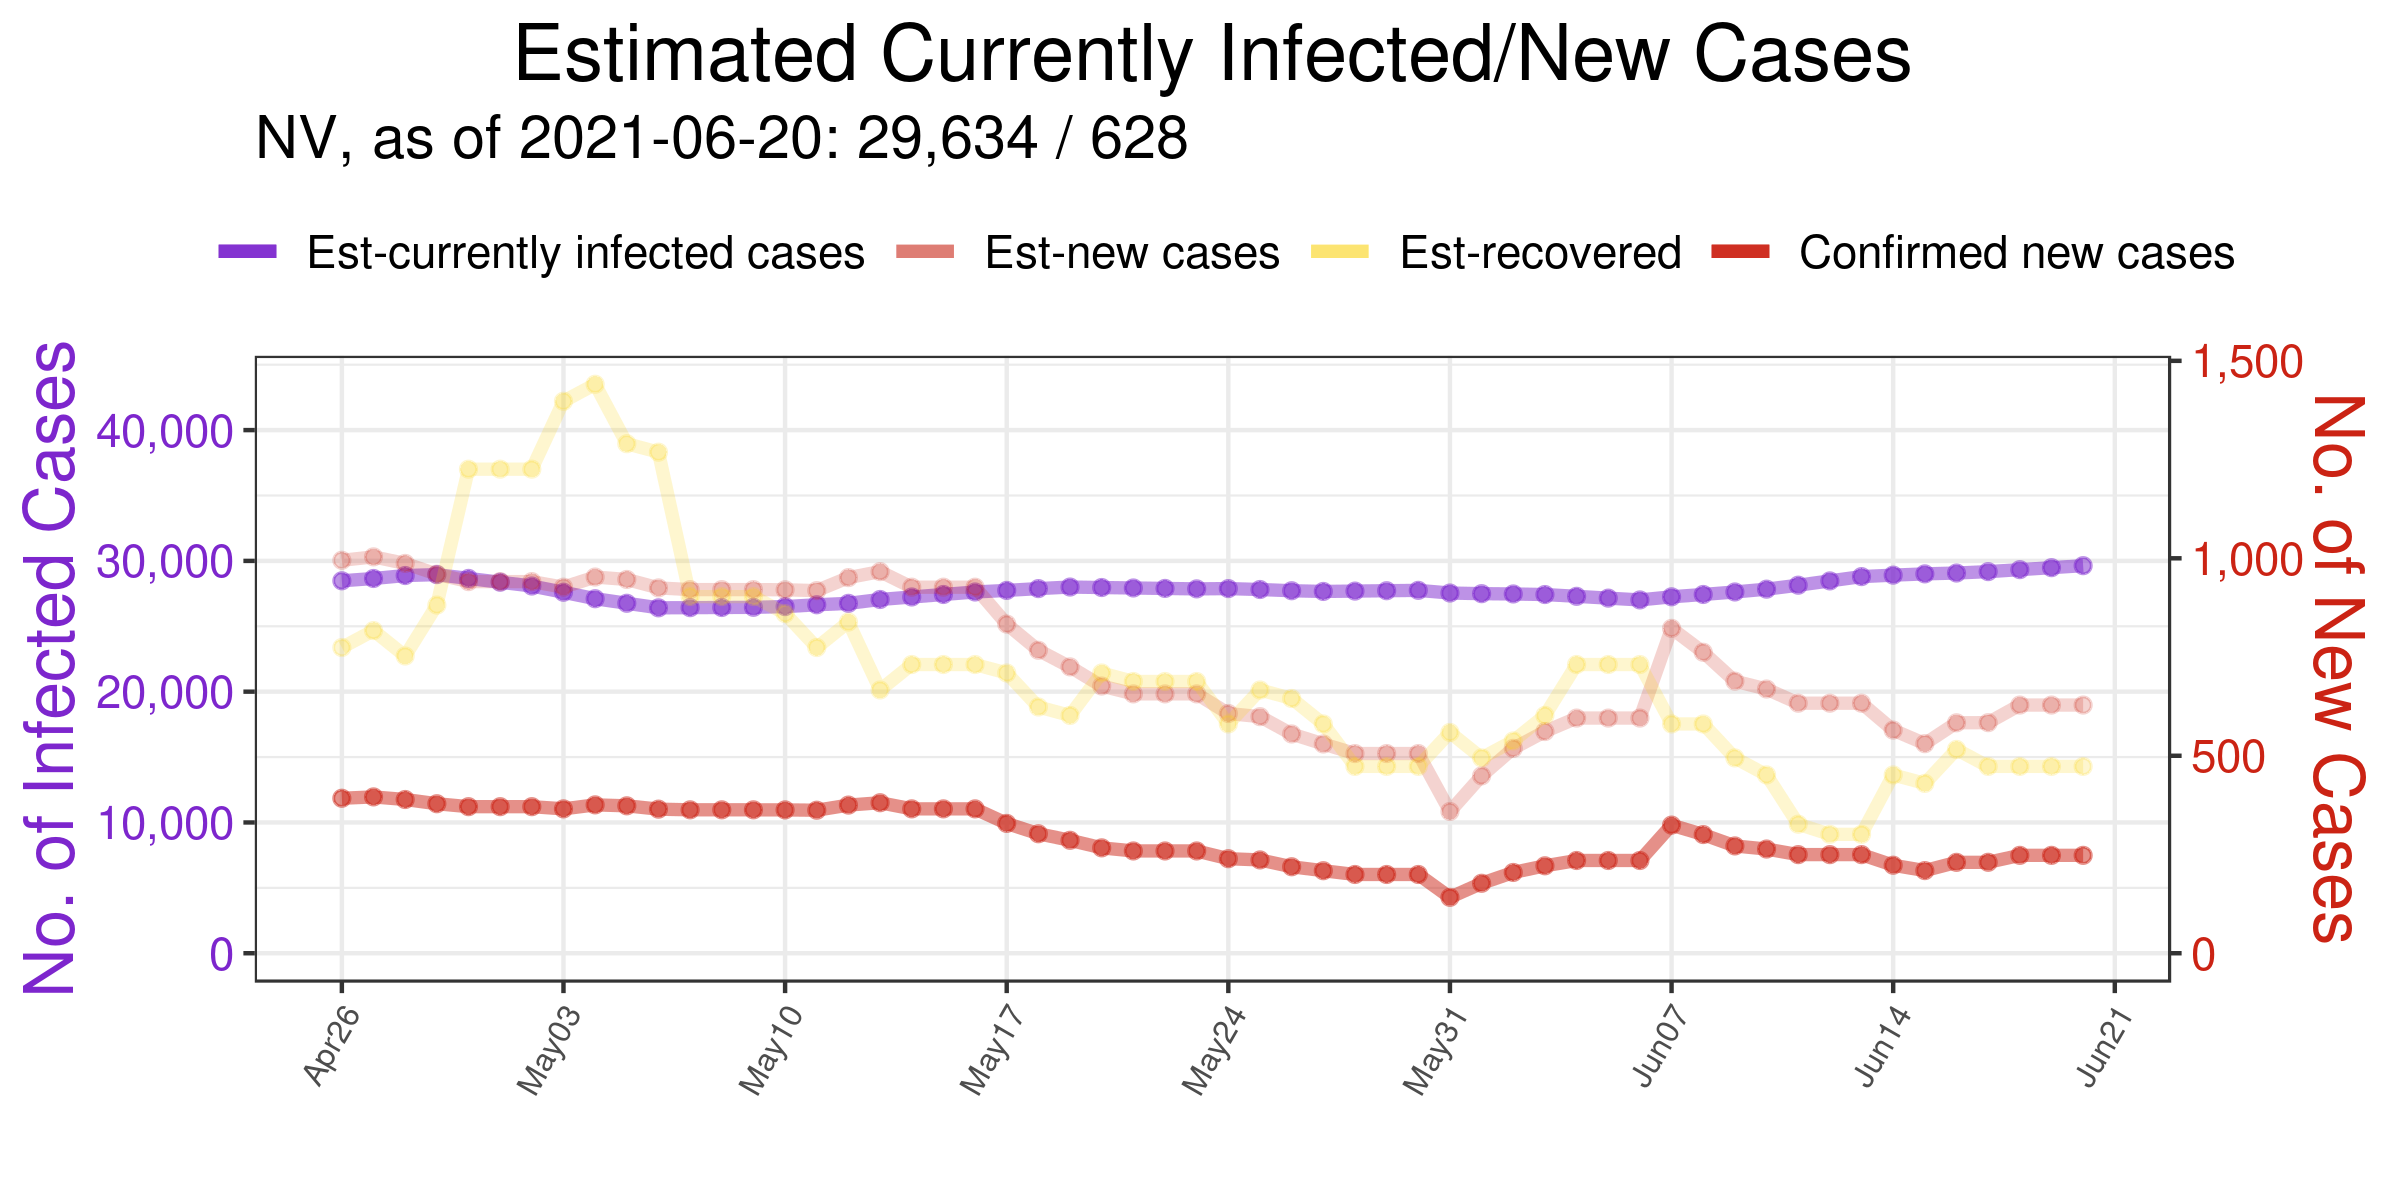 Estimated Currently Infected/New Cases
NV, as of 2021-06-20: 29,634 / 628
Est-currently infected cases Est-new cases Est-recovered Confirmed new cases
No. of Infected Cases
40,000
30,000
20,000
10,000
0
1,500
1,000
500
0
No. of New Cases
Apr26 May03 May10 May17 May24 May31 Jun07 Jun14 Jun21